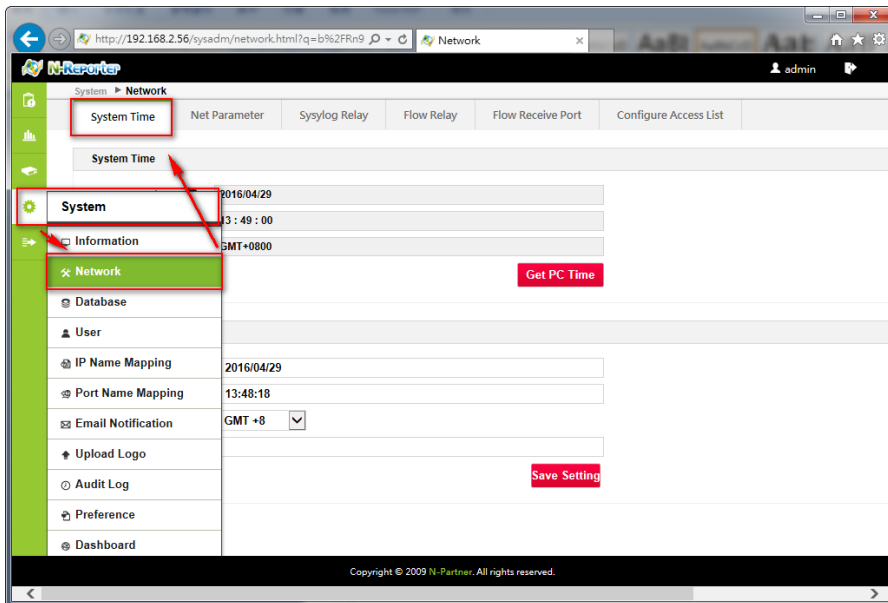 http://192.168.2.56/sysadm/network.html?q=b%2FRn9
Network
N-Reporter
admin
System ▶ Network
System Time
Net Parameter
Sysylog Relay
Flow Relay
Flow Receive Port
Configure Access List
System Time
2016/04/29
13 : 49 : 00
GMT+0800
Get PC Time
System
Information
Network
Database
User
IP Name Mapping
Port Name Mapping
Email Notification
Upload Logo
Audit Log
Preference
Dashboard
2016/04/29
13:48:18
GMT +8
Save Setting
Copyright © 2009 N-Partner. All rights reserved.